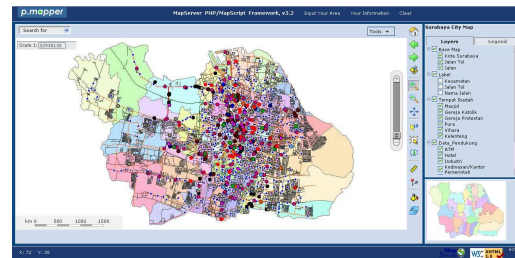 p.mapper
MapServer PHP/MapScript Framework, v3.2
Input Your Area
Your Information
Clear
Search for
Tools
Surabaya City Map
Layers
Legend
Base Map
Kota Surabaya
Jalan Tol
Jalan
Label
Kecamatan
Jalan Tol
Nama Jalan
Tempat Ibadah
Masjid
Gereja Katolik
Gereja Protestan
Pura
Vihara
Kelenteng
Data_Pendukung
ATM
Hotel
Industri
Kedinasan/Kantor
Pemerintah
km 0 500 1000 1500
W3C XHTML